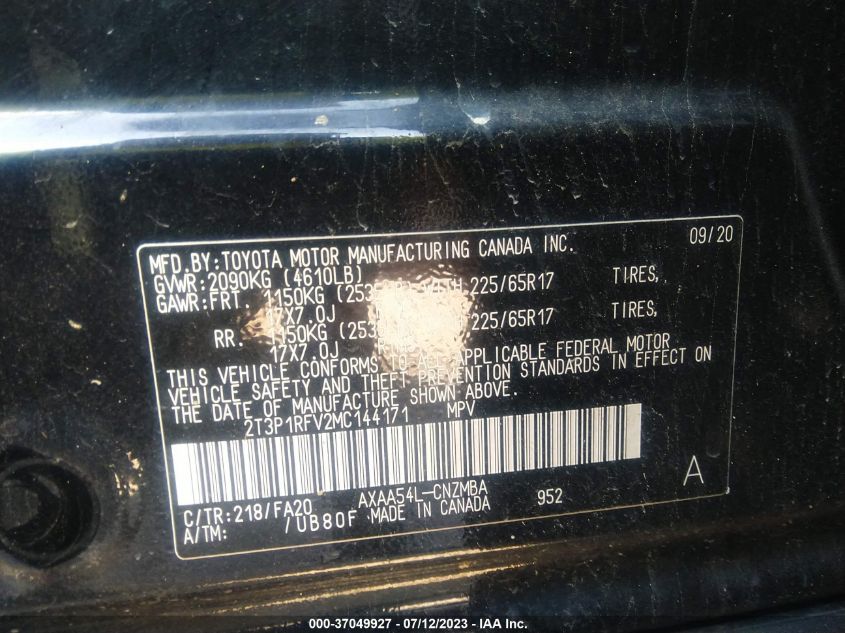 MFD.BY:TOYOTA MOTOR MANUFACTURING CANADA INC. 09/20
GVWR:2090KG (4610LB)
GAWR:FRT. 1150KG (2535LB) WITH 225/65R17 TIRES,
17X7.0J
RR. 1150KG (2535 225/65R17 TIRES,
17X7.0J
THIS VEHICLE CONFORMS TO ALL APPLICABLE FEDERAL MOTOR
VEHICLE SAFETY AND THEFT PREVENTION STANDARDS IN EFFECT ON
THE DATE OF MANUFACTURE SHOWN ABOVE.
2T3P1RFV2MC144171 MPV
C/TR:218/FA20 AXAA54L-CNZMBA 952 A
A/TM: /UB80F MADE IN CANADA
000-37049927 - 07/12/2023 - IAA Inc.